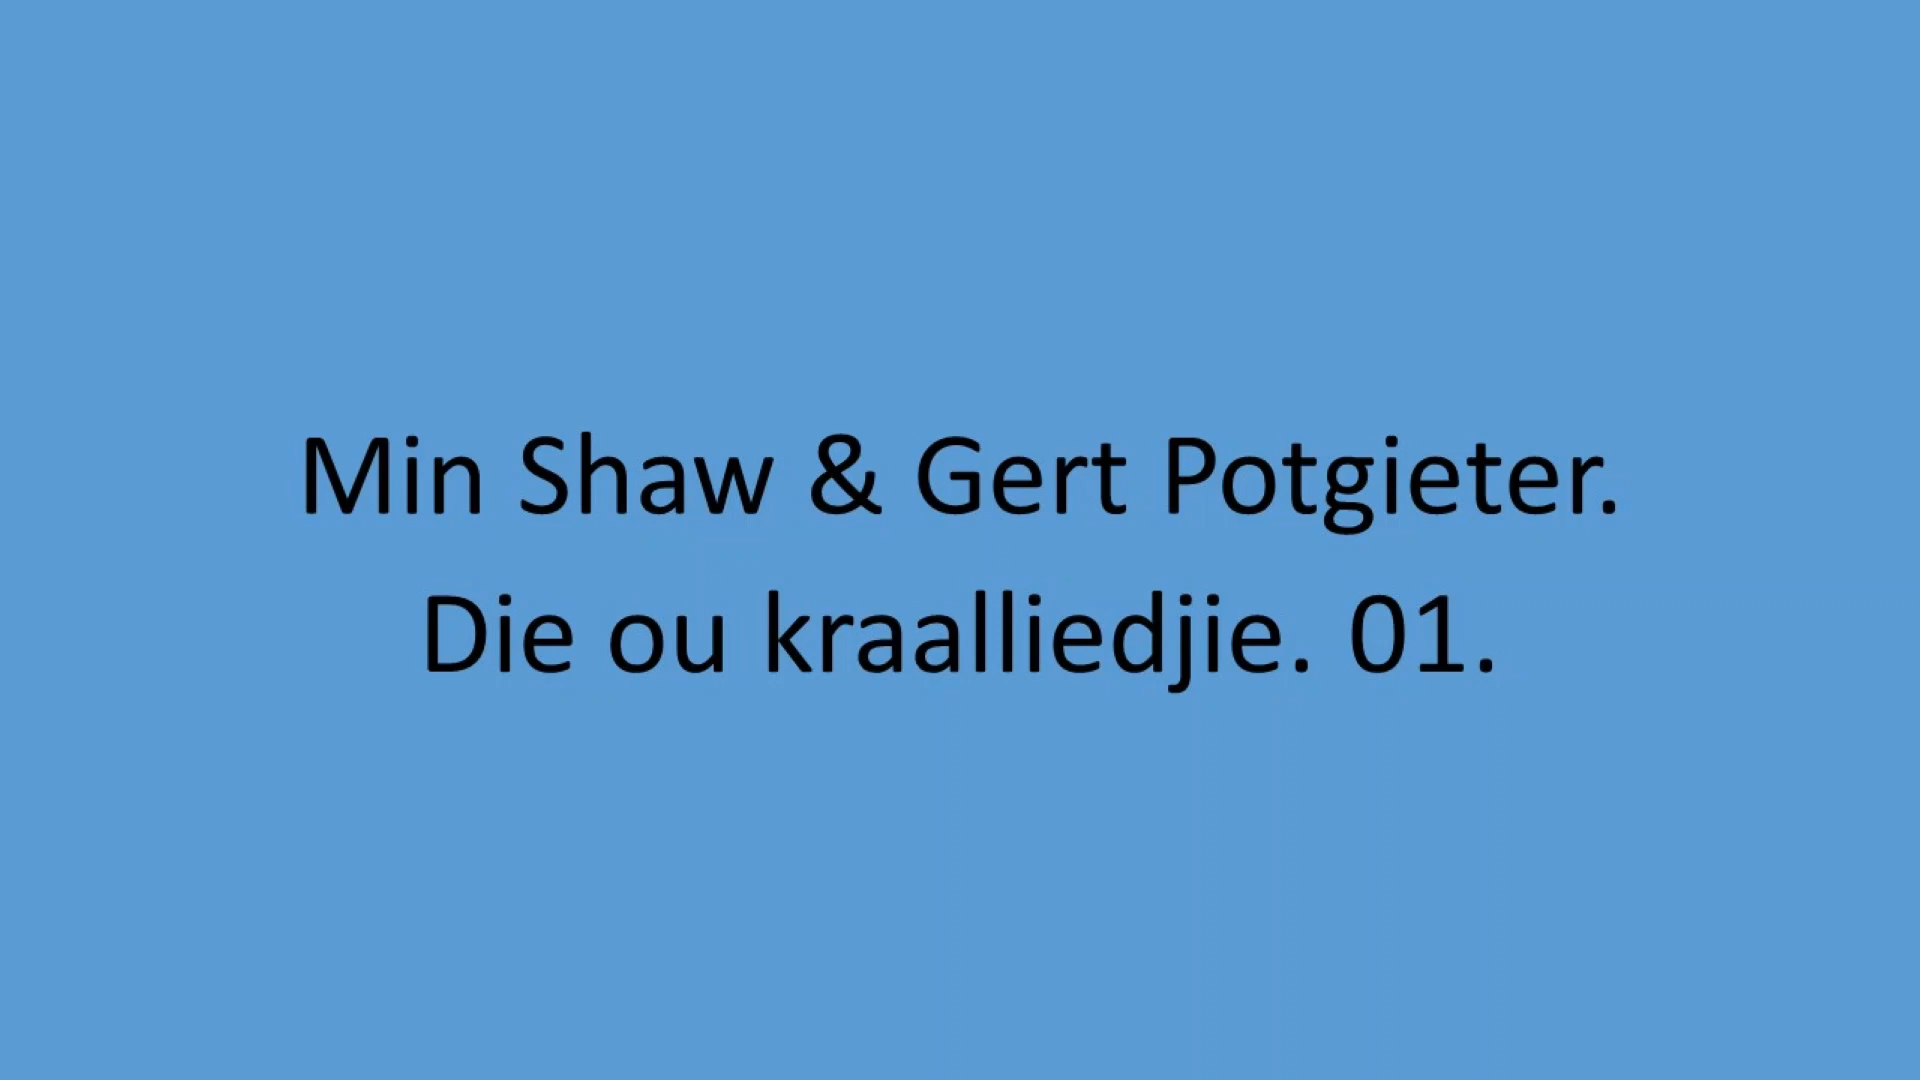 Min Shaw & Gert Potgieter.
Die ou kraalliedjie. 01.